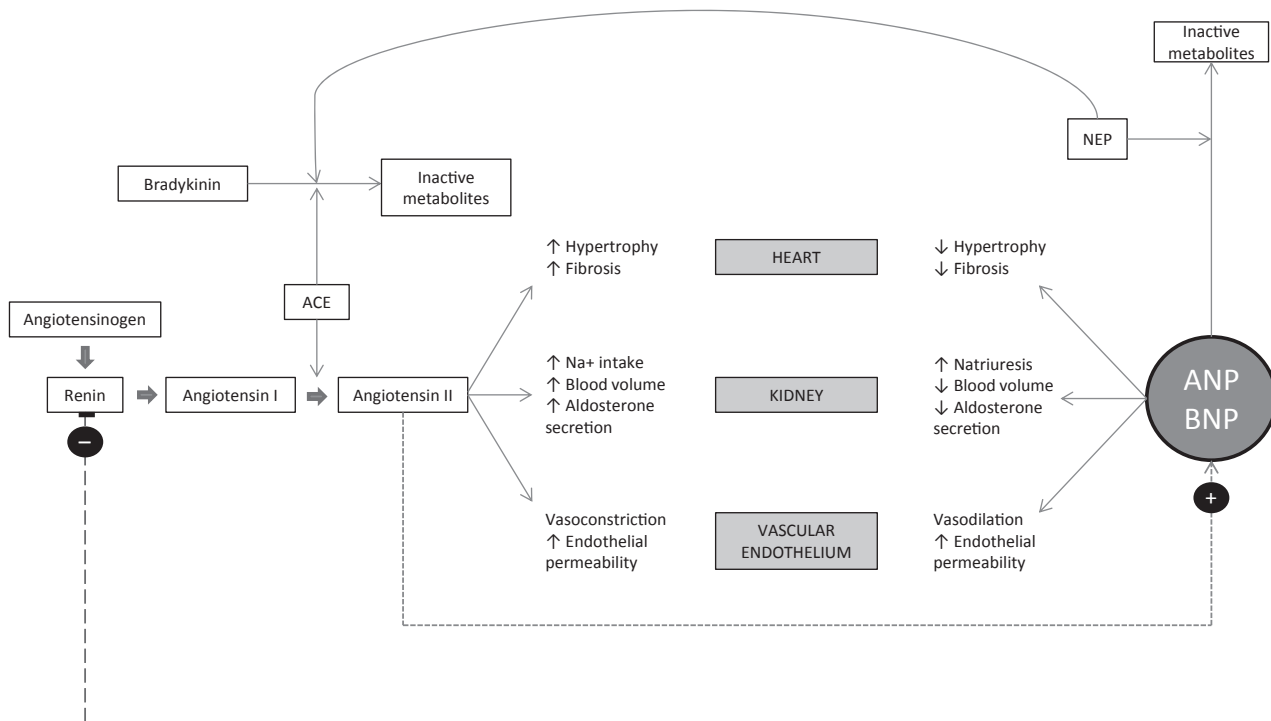 Inactive
metabolites
NEP
Bradykinin
Inactive
metabolites
↑ Hypertrophy
↑ Fibrosis
HEART
↓ Hypertrophy
↓ Fibrosis
ACE
Angiotensinogen
↑ Na+ intake
↑ Blood volume
↑ Aldosterone
secretion
KIDNEY
↑ Natriuresis
↓ Blood volume
↓ Aldosterone
secretion
ANP
BNP
Renin
Angiotensin I
Angiotensin II
−
+
Vasoconstriction
↑ Endothelial
permeability
VASCULAR
ENDOTHELIUM
Vasodilation
↑ Endothelial
permeability